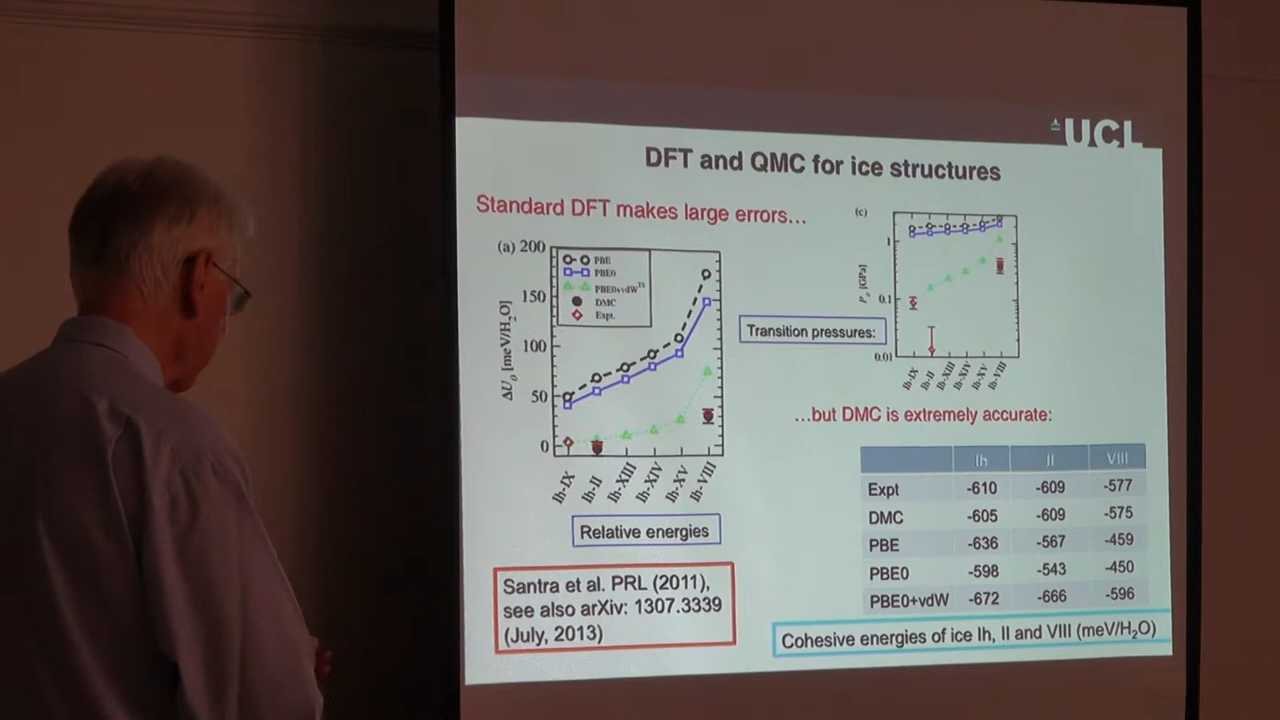 UCL
DFT and QMC for ice structures
Standard DFT makes large errors...
(a) 200
150
100
50
0
ΔU₀ [meV/H₂O]
PBE
PBE0
PBE0+vdWᵀˢ
DMC
Expt.
Ih-IX
Ih-II
Ih-XIII
Ih-XIV
Ih-XV
Ih-VIII
Relative energies
Santra et al. PRL (2011),
see also arXiv: 1307.3339
(July, 2013)
(c)
1
0.1
0.01
[GPa]
Ih-IX
Ih-II
Ih-XIII
Ih-XIV
Ih-XV
Ih-VIII
Transition pressures:
...but DMC is extremely accurate:
Ih II VIII
Expt -610 -609 -577
DMC -605 -609 -575
PBE -636 -567 -459
PBE0 -598 -543 -450
PBE0+vdW -672 -666 -596
Cohesive energies of ice Ih, II and VIII (meV/H₂O)